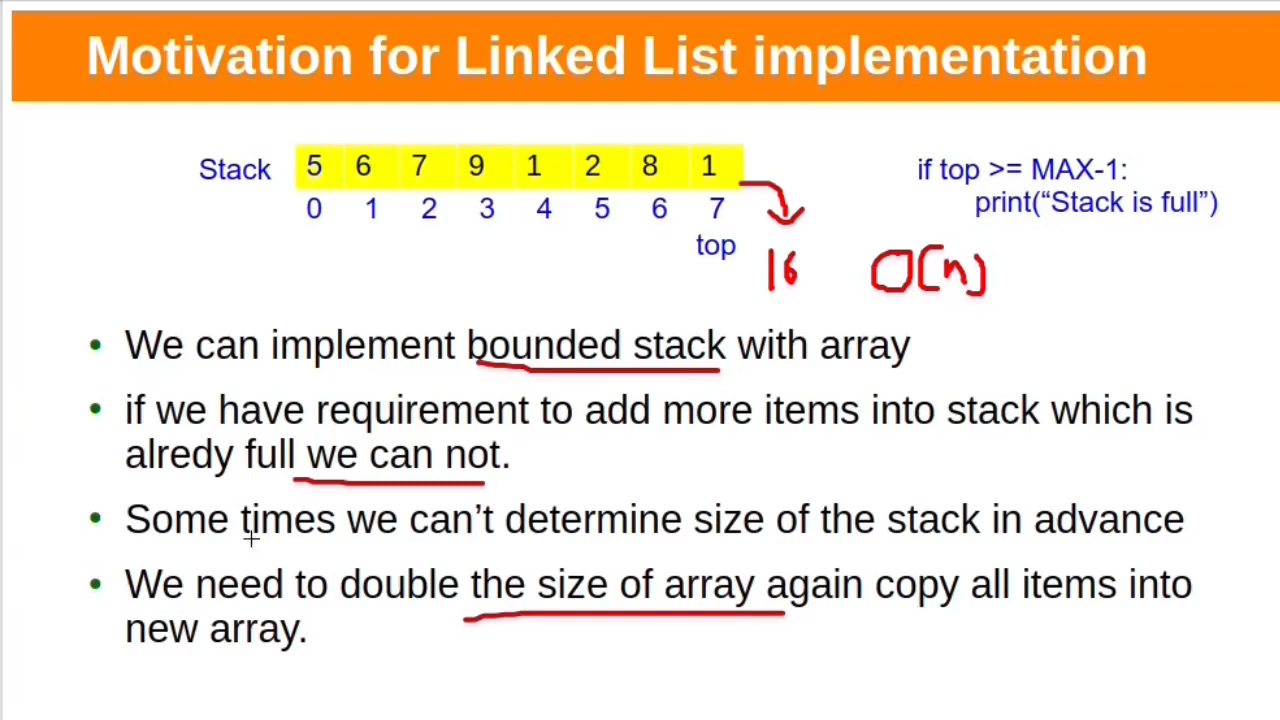 Motivation for Linked List implementation
Stack 5 6 7 9 1 2 8 1
0 1 2 3 4 5 6 7
top
if top >= MAX-1:
print(“Stack is full”)
16 O(n)
• We can implement bounded stack with array
• if we have requirement to add more items into stack which is
alredy full we can not.
• Some times we can’t determine size of the stack in advance
• We need to double the size of array again copy all items into
new array.